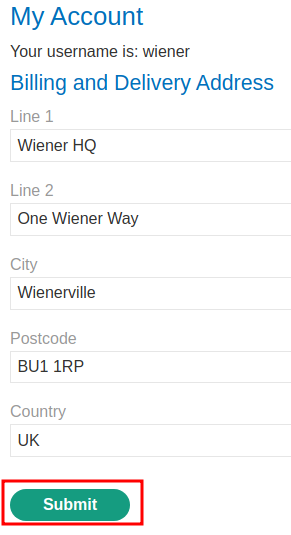 My Account
Your username is: wiener
Billing and Delivery Address
Line 1
Wiener HQ
Line 2
One Wiener Way
City
Wienerville
Postcode
BU1 1RP
Country
UK
Submit